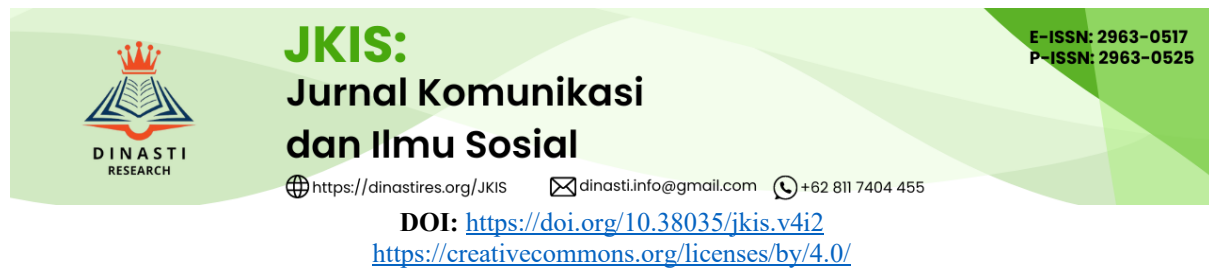 JKIS:
Jurnal Komunikasi
dan Ilmu Sosial
DINASTI
RESEARCH
E-ISSN: 2963-0517
P-ISSN: 2963-0525
https://dinastires.org/JKIS dinasti.info@gmail.com +62 811 7404 455
DOI: https://doi.org/10.38035/jkis.v4i2
https://creativecommons.org/licenses/by/4.0/